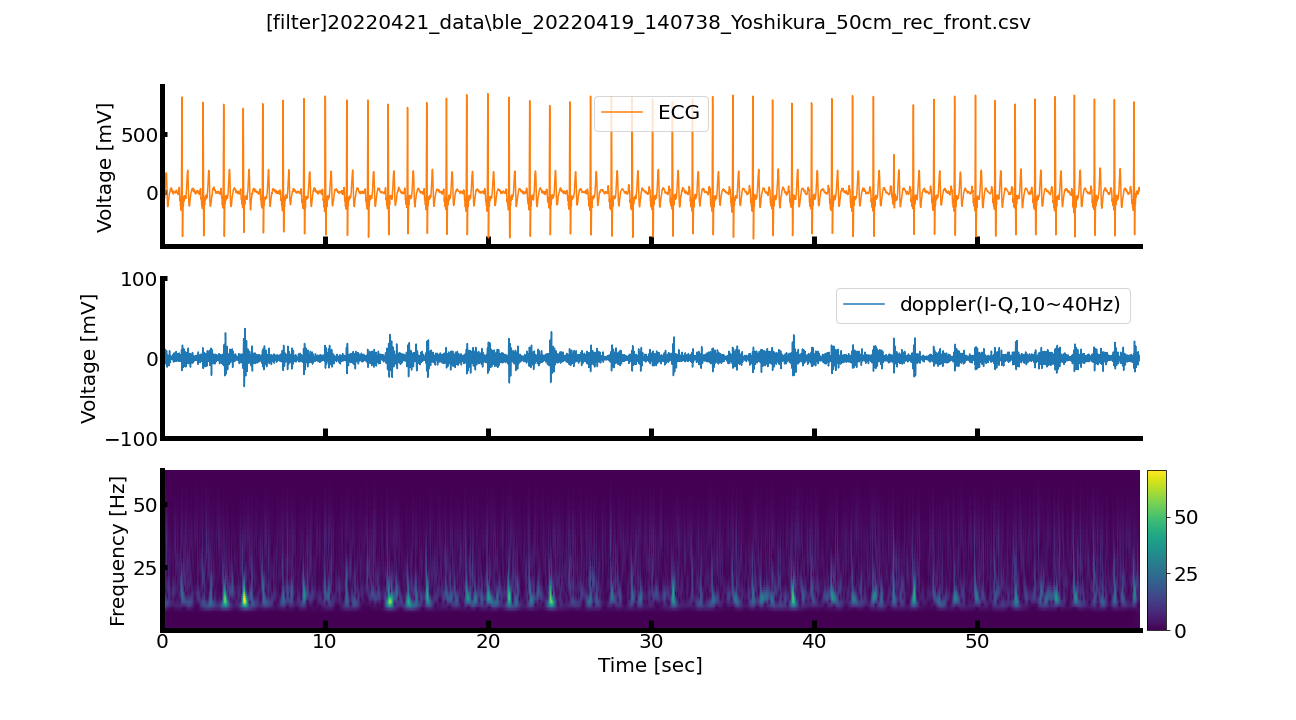 [filter]20220421_data\ble_20220419_140738_Yoshikura_50cm_rec_front.csv
Voltage [mV]
500
0
ECG
Voltage [mV]
100
0
−100
doppler(I-Q,10~40Hz)
Frequency [Hz]
50
25
50
25
0
0 10 20 30 40 50
Time [sec]